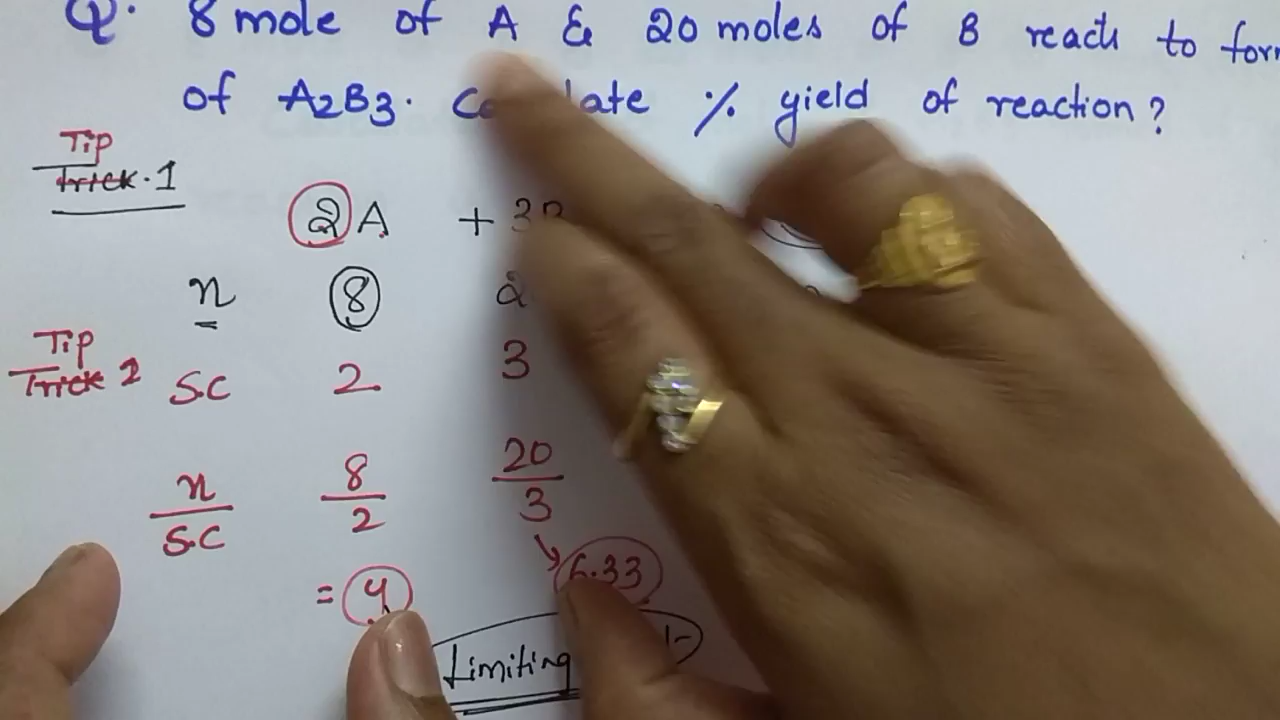 Q. 8 mole of A & 20 moles of B react to form
of A2B3. % yield of reaction?
Tip
Trick.1
2A + 3B
n 8
Tip
Trick 2 S.C 2 3
n/S.C 8/2 20/3
= 4 6.33
Limiting